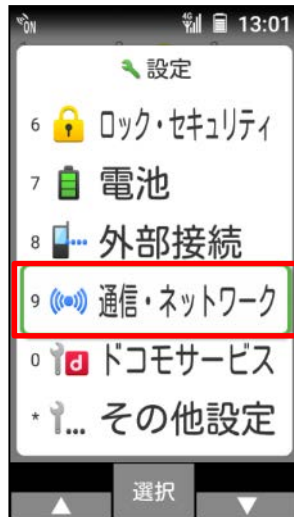 ON 4G 13:01
設定
6 ロック・セキュリティ
7 電池
8 外部接続
9 通信・ネットワーク
0 d ドコモサービス
* … その他設定
▲ 選択 ▼